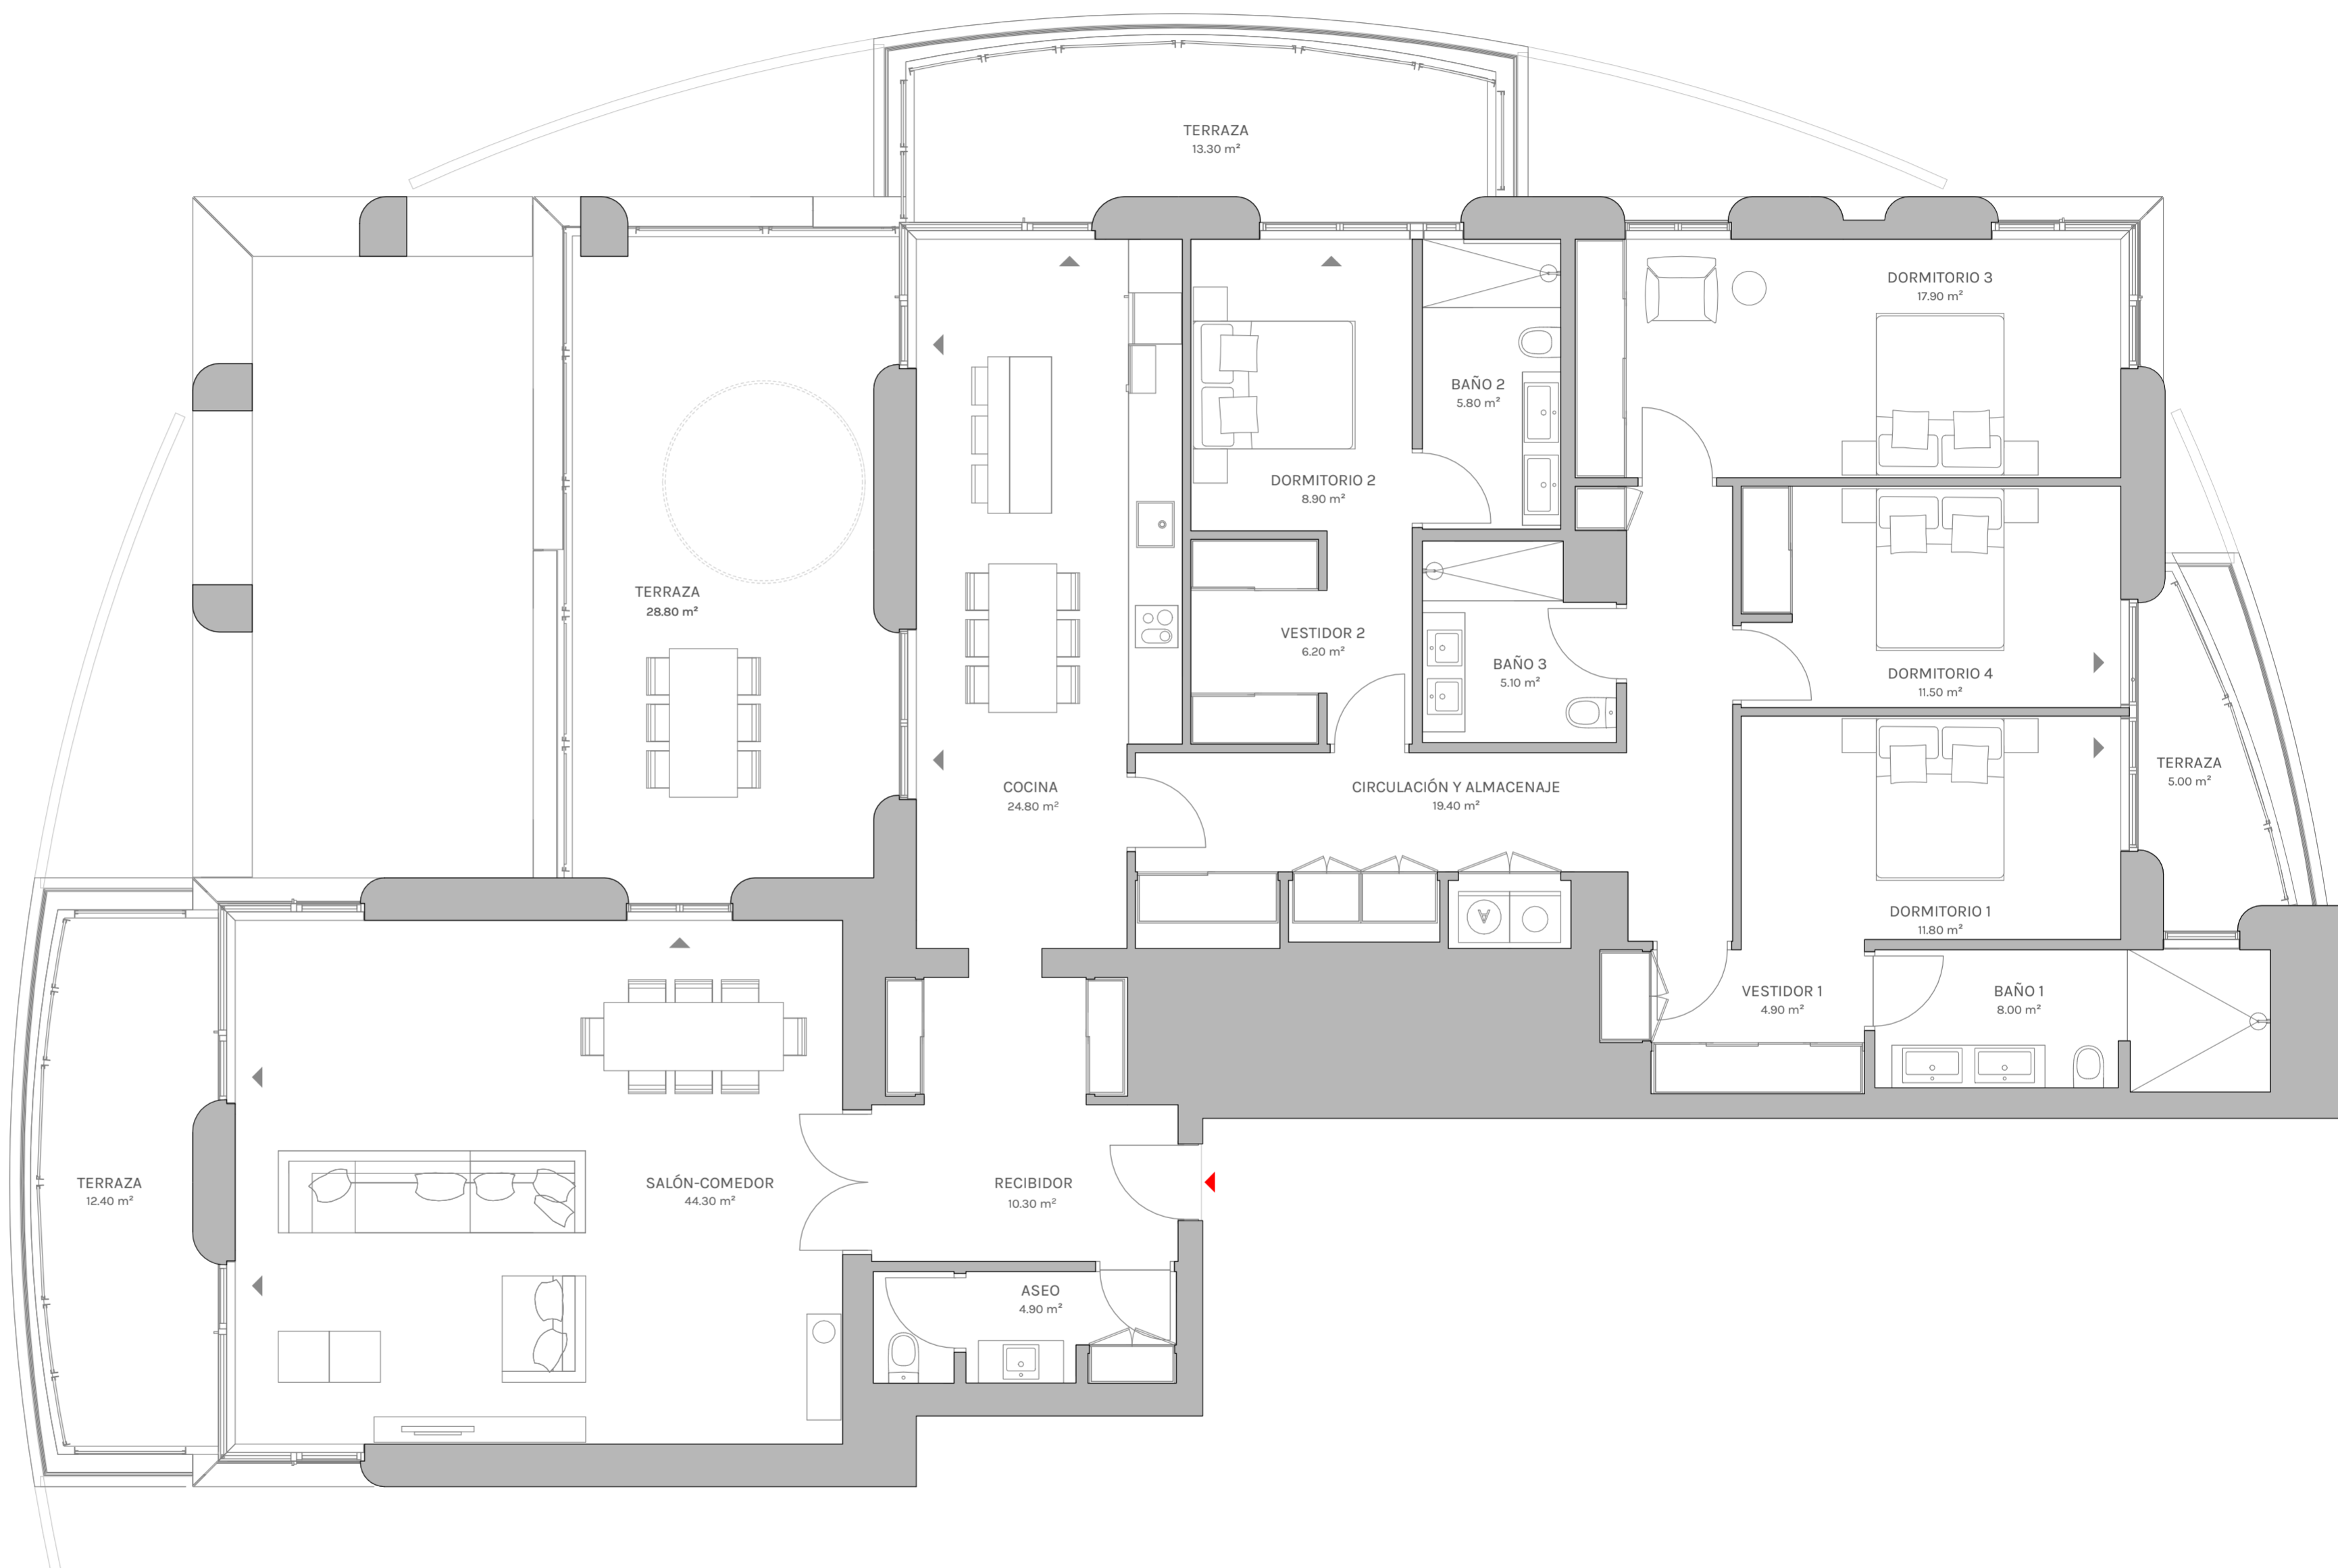 TERRAZA
13.30 m²
DORMITORIO 3
17.90 m²
BAÑO 2
5.80 m²
DORMITORIO 2
8.90 m²
TERRAZA
28.80 m²
VESTIDOR 2
6.20 m²
BAÑO 3
5.10 m²
DORMITORIO 4
11.50 m²
TERRAZA
5.00 m²
COCINA
24.80 m²
CIRCULACIÓN Y ALMACENAJE
19.40 m²
DORMITORIO 1
11.80 m²
A
VESTIDOR 1
4.90 m²
BAÑO 1
8.00 m²
TERRAZA
12.40 m²
SALÓN-COMEDOR
44.30 m²
RECIBIDOR
10.30 m²
ASEO
4.90 m²